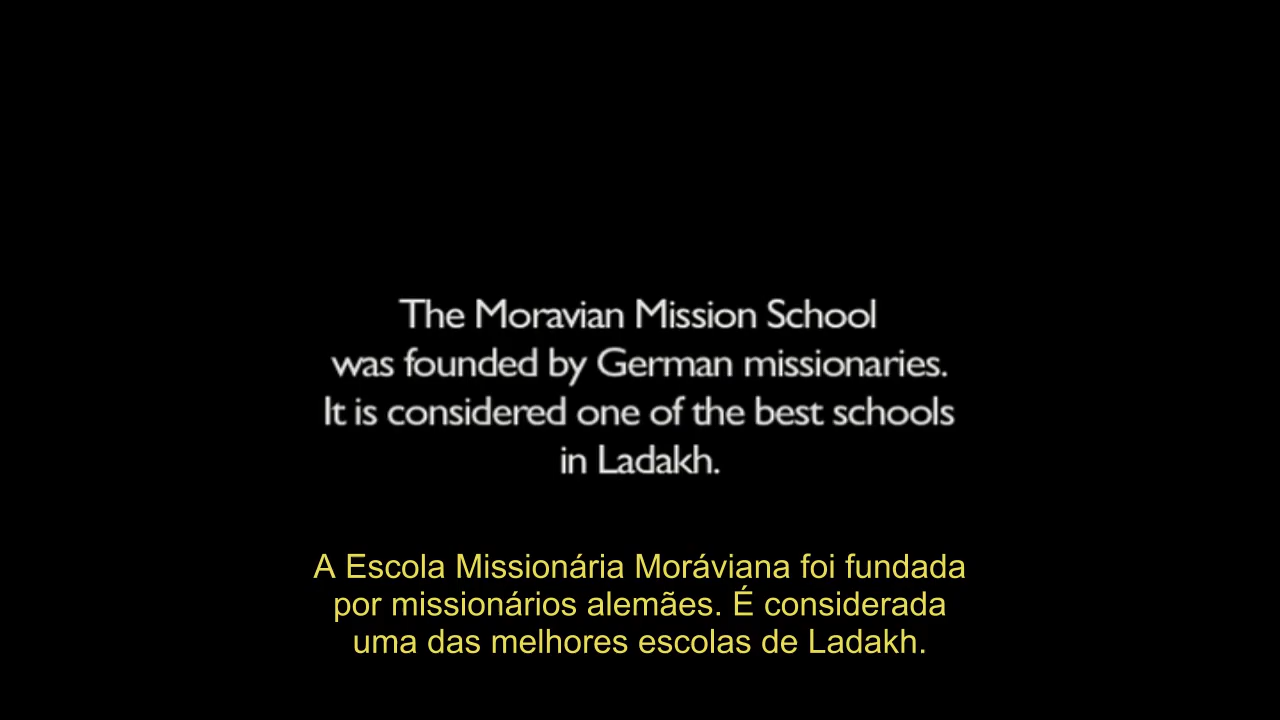 The Moravian Mission School
was founded by German missionaries.
It is considered one of the best schools
in Ladakh.
A Escola Missionária Moráviana foi fundada
por missionários alemães. É considerada
uma das melhores escolas de Ladakh.